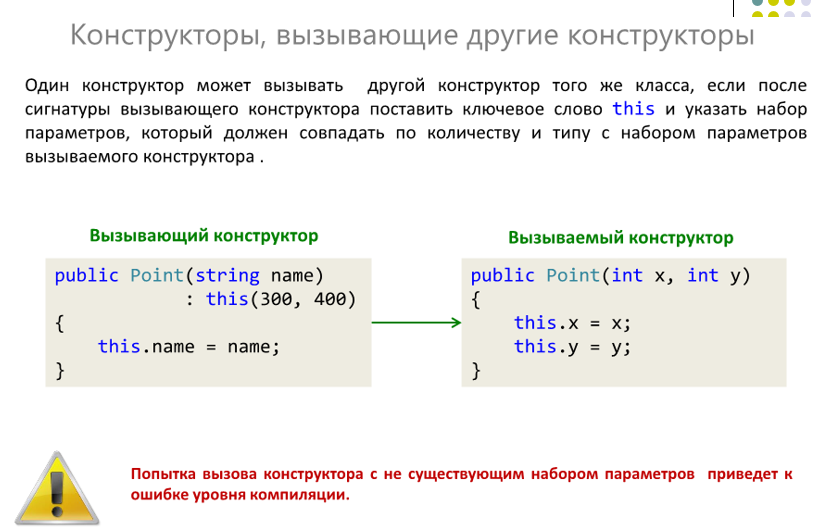 Конструкторы, вызывающие другие конструкторы
Один конструктор может вызывать другой конструктор того же класса, если после
сигнатуры вызывающего конструктора поставить ключевое слово this и указать набор
параметров, который должен совпадать по количеству и типу с набором параметров
вызываемого конструктора .
Вызывающий конструктор
public Point(string name)
: this(300, 400)
{
this.name = name;
}
Вызываемый конструктор
public Point(int x, int y)
{
this.x = x;
this.y = y;
}
Попытка вызова конструктора с не существующим набором параметров приведет к
ошибке уровня компиляции.